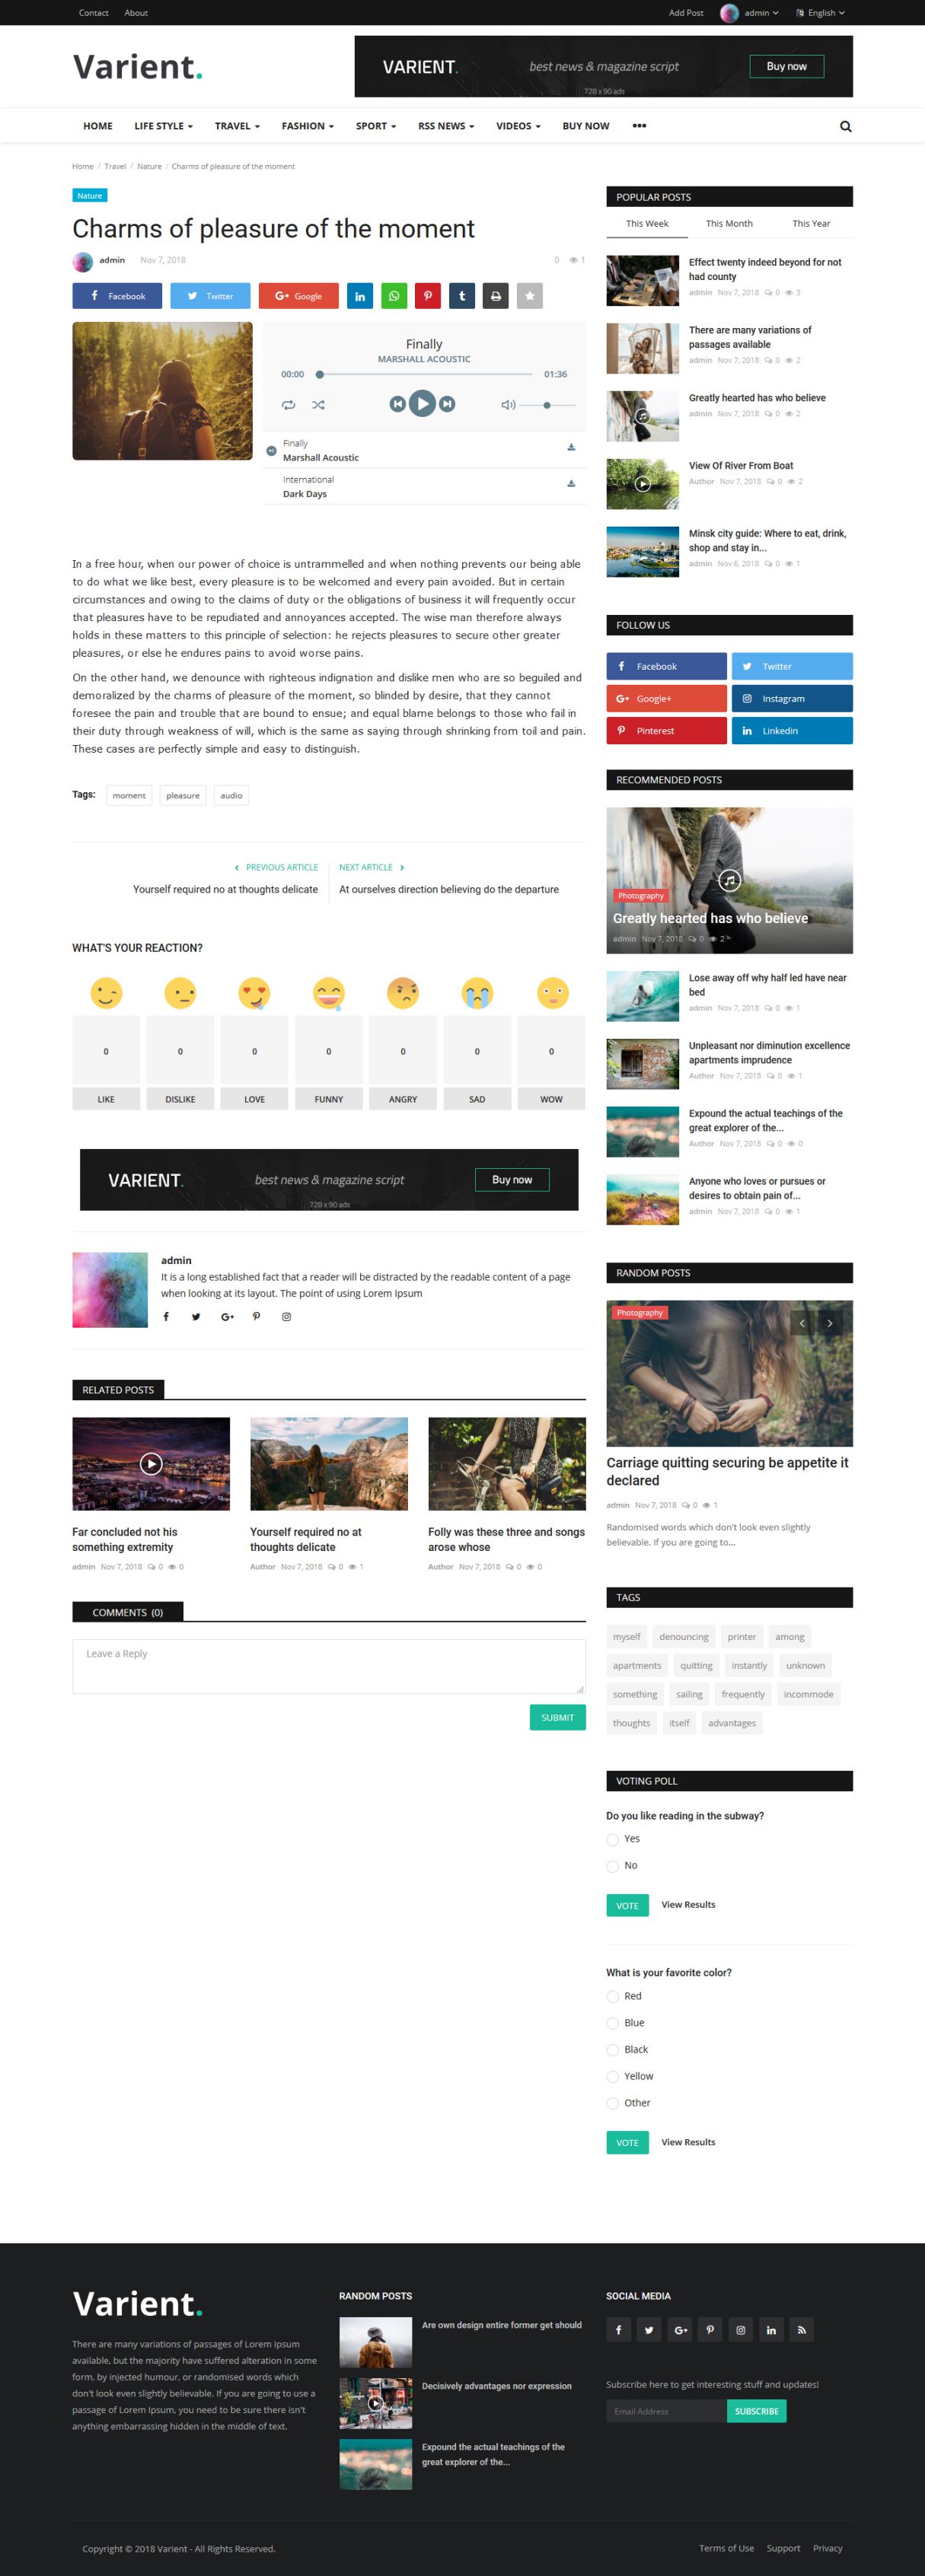 Contact About
Add Post admin English
Varient.
VARIENT. best news & magazine script Buy now
728 x 90 ads
HOME LIFE STYLE TRAVEL FASHION SPORT RSS NEWS VIDEOS BUY NOW
Home / Travel / Nature / Charms of pleasure of the moment
Nature
Charms of pleasure of the moment
admin Nov 7, 2018 0 1
Facebook Twitter Google
Finally
MARSHALL ACOUSTIC
00:00 01:36
Finally
Marshall Acoustic
International
Dark Days
In a free hour, when our power of choice is untrammelled and when nothing prevents our being able
to do what we like best, every pleasure is to be welcomed and every pain avoided. But in certain
circumstances and owing to the claims of duty or the obligations of business it will frequently occur
that pleasures have to be repudiated and annoyances accepted. The wise man therefore always
holds in these matters to this principle of selection: he rejects pleasures to secure other greater
pleasures, or else he endures pains to avoid worse pains.
On the other hand, we denounce with righteous indignation and dislike men who are so beguiled and
demoralized by the charms of pleasure of the moment, so blinded by desire, that they cannot
foresee the pain and trouble that are bound to ensue; and equal blame belongs to those who fail in
their duty through weakness of will, which is the same as saying through shrinking from toil and pain.
These cases are perfectly simple and easy to distinguish.
Tags: moment pleasure audio
PREVIOUS ARTICLE
Yourself required no at thoughts delicate
NEXT ARTICLE
At ourselves direction believing do the departure
WHAT'S YOUR REACTION?
0 0 0 0 0 0 0
LIKE DISLIKE LOVE FUNNY ANGRY SAD WOW
VARIENT. best news & magazine script Buy now
728 x 90 ads
admin
It is a long established fact that a reader will be distracted by the readable content of a page
when looking at its layout. The point of using Lorem Ipsum
RELATED POSTS
Far concluded not his
something extremity
admin Nov 7, 2018 0 0
Yourself required no at
thoughts delicate
Author Nov 7, 2018 0 1
Folly was these three and songs
arose whose
Author Nov 7, 2018 0 0
COMMENTS (0)
Leave a Reply
SUBMIT
POPULAR POSTS
This Week This Month This Year
Effect twenty indeed beyond for not
had county
admin Nov 7, 2018 0 3
There are many variations of
passages available
admin Nov 7, 2018 0 2
Greatly hearted has who believe
admin Nov 7, 2018 0 2
View Of River From Boat
Author Nov 7, 2018 0 2
Minsk city guide: Where to eat, drink,
shop and stay in...
admin Nov 6, 2018 0 1
FOLLOW US
Facebook Twitter
Google+ Instagram
Pinterest Linkedin
RECOMMENDED POSTS
Photography
Greatly hearted has who believe
admin Nov 7, 2018 0 2
Lose away off why half led have near
bed
admin Nov 7, 2018 0 1
Unpleasant nor diminution excellence
apartments imprudence
Author Nov 7, 2018 0 1
Expound the actual teachings of the
great explorer of the...
Author Nov 7, 2018 0 0
Anyone who loves or pursues or
desires to obtain pain of...
admin Nov 7, 2018 0 1
RANDOM POSTS
Photography
Carriage quitting securing be appetite it
declared
admin Nov 7, 2018 0 1
Randomised words which don't look even slightly
believable. If you are going to...
TAGS
myself denouncing printer among
apartments quitting instantly unknown
something sailing frequently incommode
thoughts itself advantages
VOTING POLL
Do you like reading in the subway?
Yes
No
VOTE View Results
What is your favorite color?
Red
Blue
Black
Yellow
Other
VOTE View Results
Varient.
There are many variations of passages of Lorem Ipsum
available, but the majority have suffered alteration in some
form, by injected humour, or randomised words which
don't look even slightly believable. If you are going to use a
passage of Lorem Ipsum, you need to be sure there isn't
anything embarrassing hidden in the middle of text.
RANDOM POSTS
Are own design entire former get should
Decisively advantages nor expression
Expound the actual teachings of the
great explorer of the...
SOCIAL MEDIA
Subscribe here to get interesting stuff and updates!
Email Address SUBSCRIBE
Copyright © 2018 Varient - All Rights Reserved.
Terms of Use Support Privacy